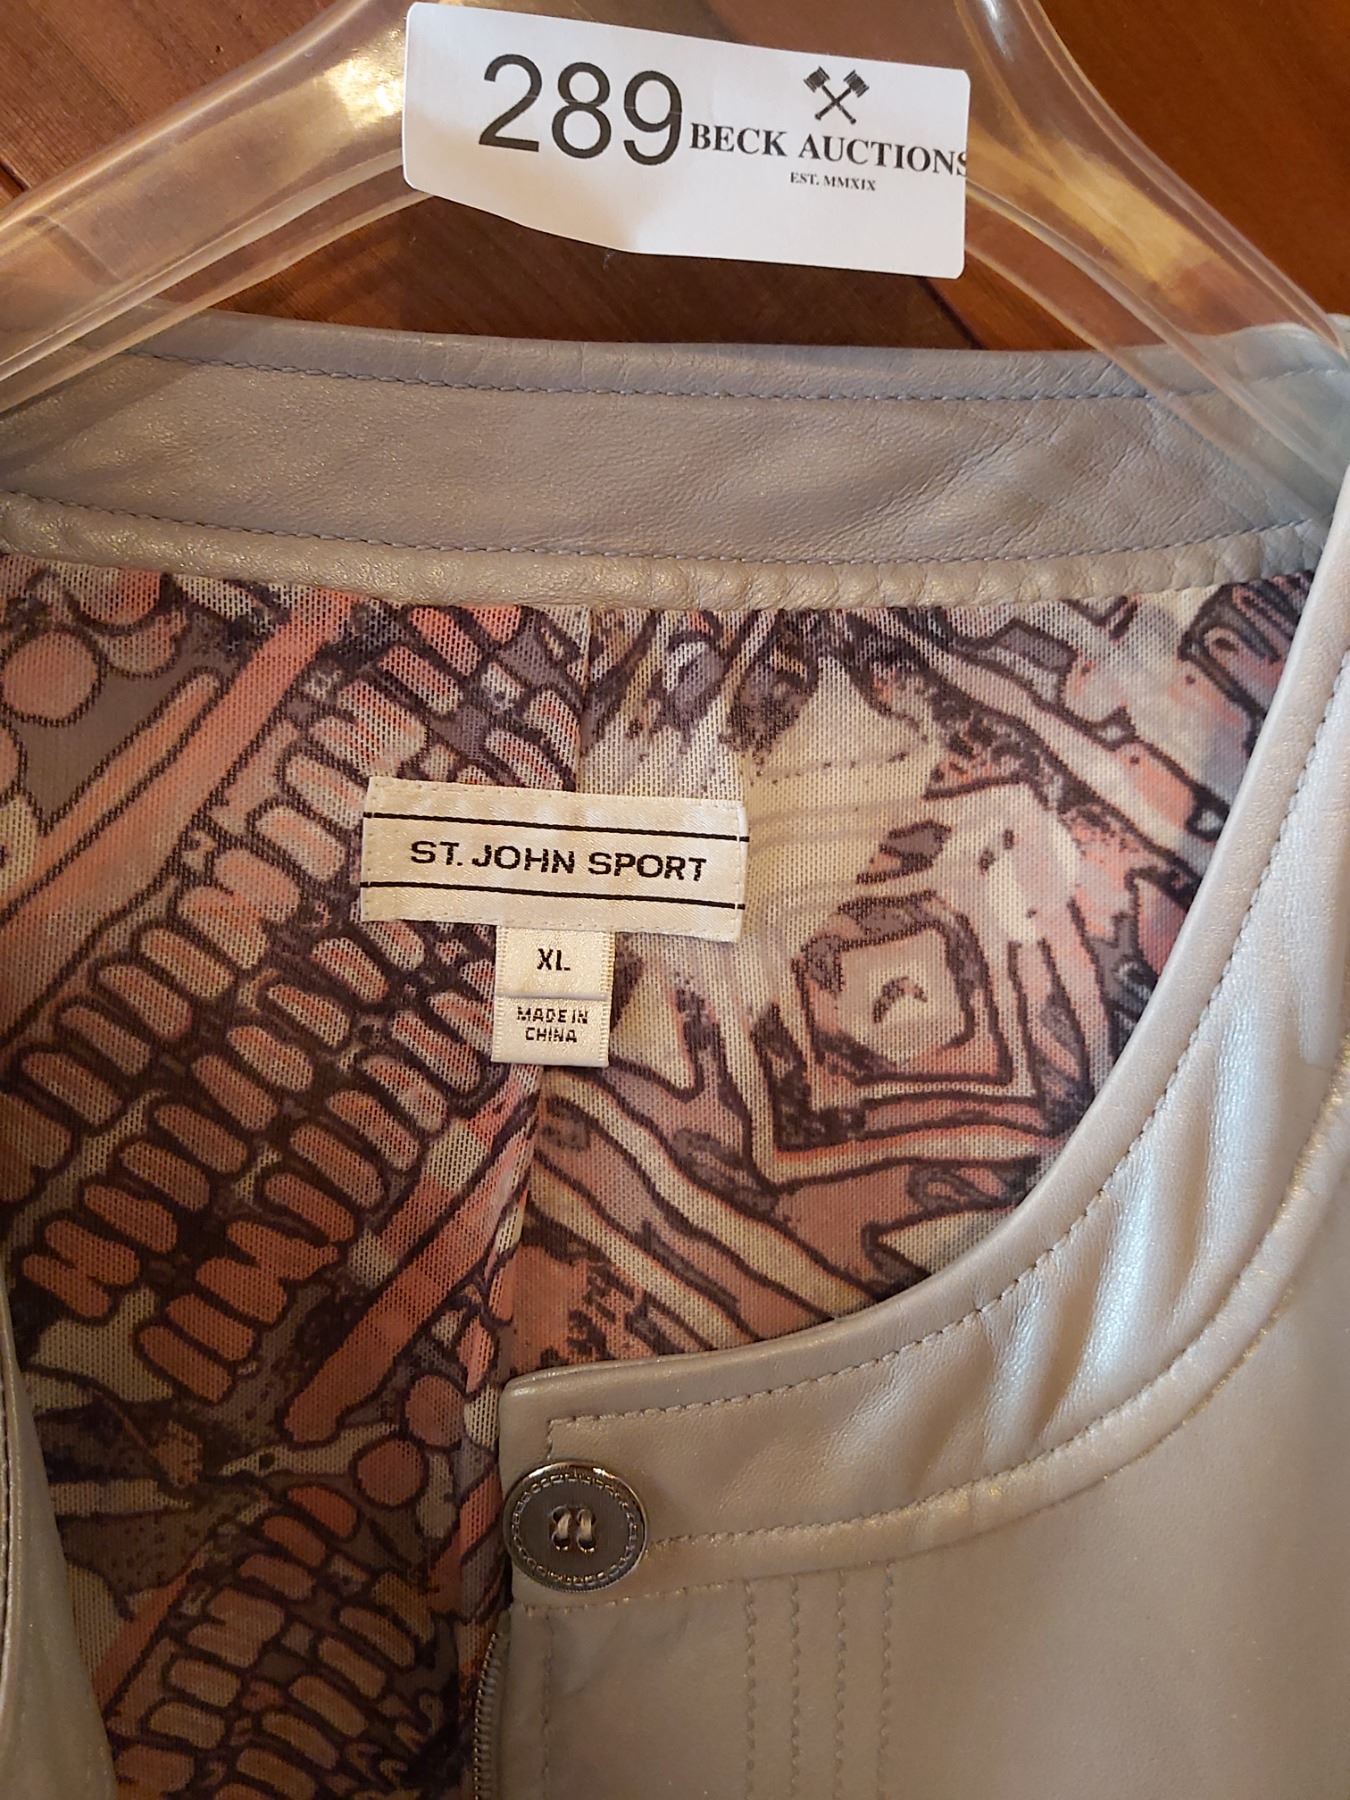 289
BECK AUCTIONS
EST. MMXIX
ST. JOHN SPORT
XL
MADE IN
CHINA